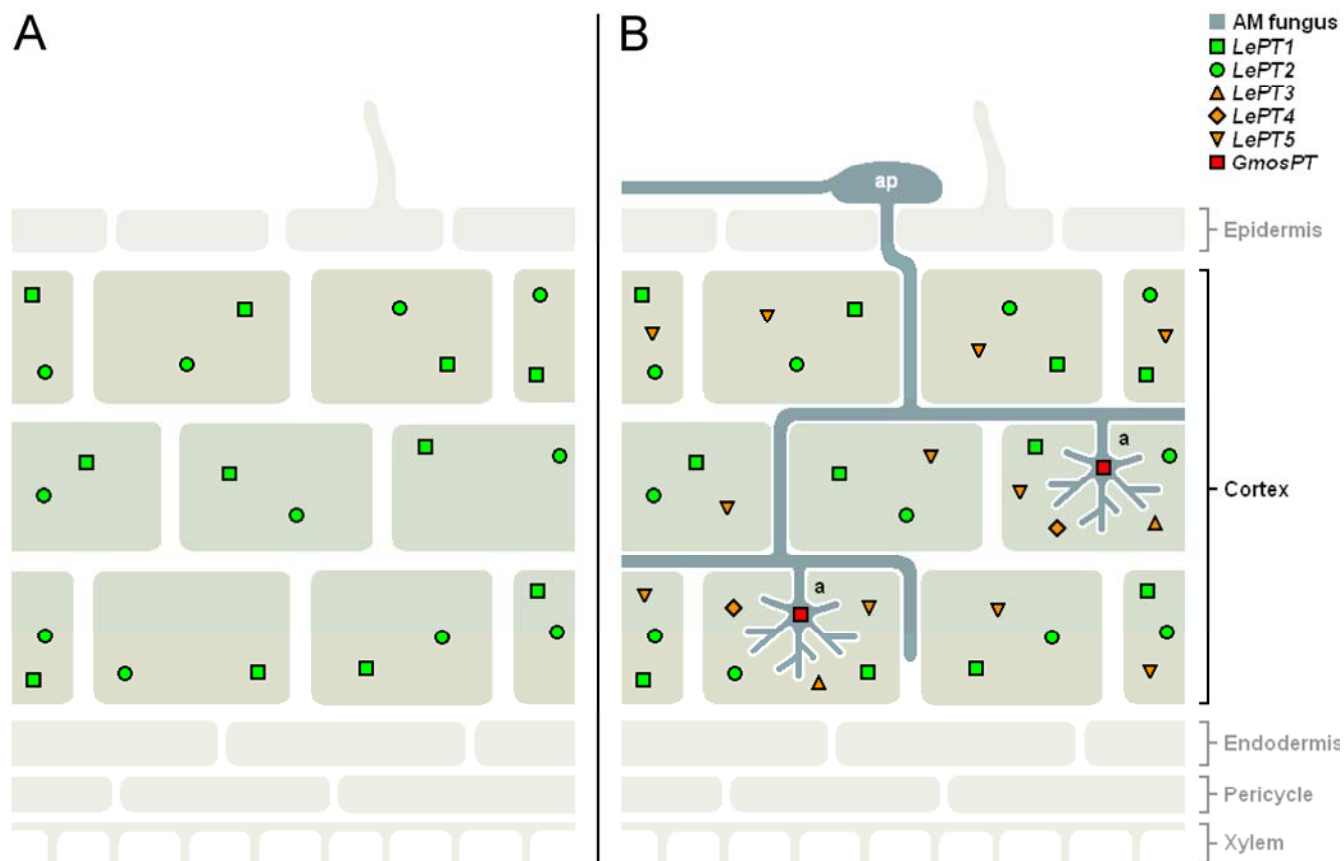 A
B
AM fungus
LePT1
LePT2
LePT3
LePT4
LePT5
GmosPT
ap
Epidermis
a
Cortex
a
Endodermis
Pericycle
Xylem